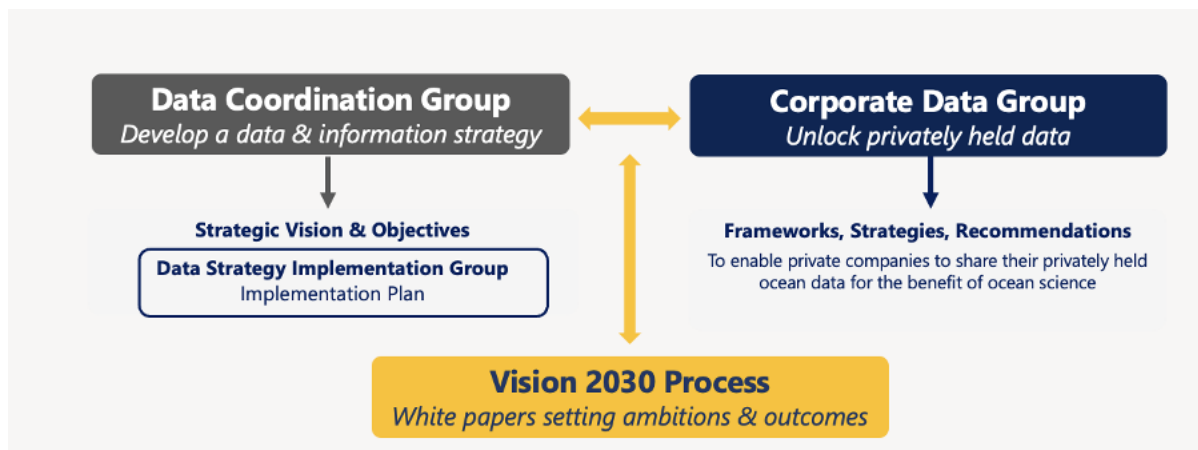 Data Coordination Group
Develop a data & information strategy
Corporate Data Group
Unlock privately held data
Strategic Vision & Objectives
Data Strategy Implementation Group
Implementation Plan
Frameworks, Strategies, Recommendations
To enable private companies to share their privately held
ocean data for the benefit of ocean science
Vision 2030 Process
White papers setting ambitions & outcomes